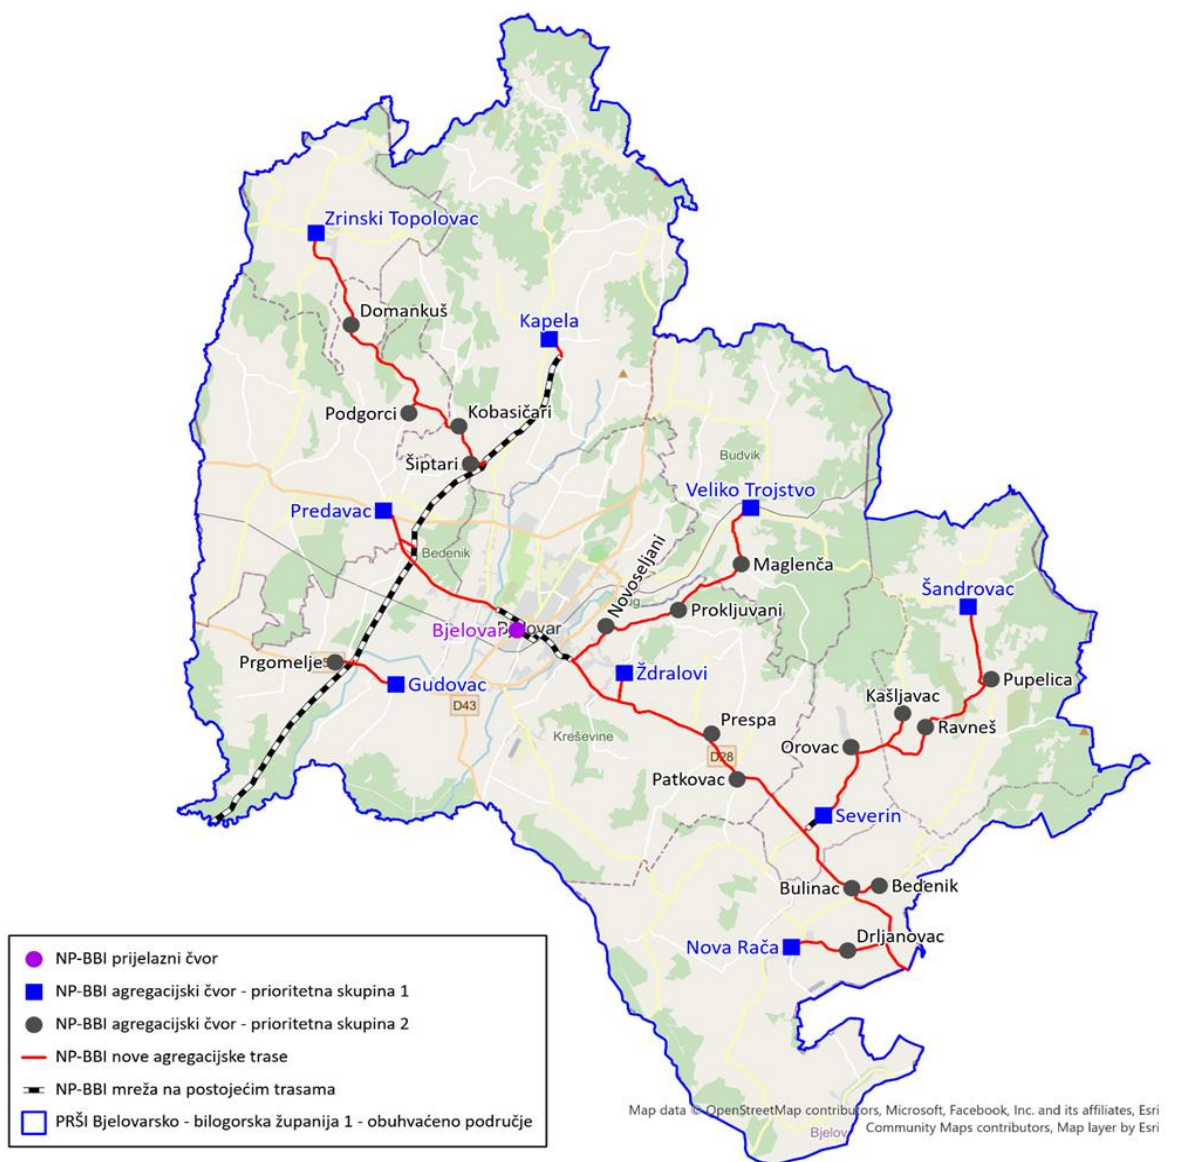 Zrinski Topolovac
Domankuš
Kapela
Podgorci
Kobasičari
Šiptari
Budvik
Veliko Trojstvo
Predavac
Bedenik
Novoseljani
Maglenča
Šandrovac
Prokljuvani
Bjelovar
Prgomelje
Gudovac
Ždralovi
Pupelica
D43
Kašljavac
Prespa
Ravneš
Kreševine
Orovac
D28
Patkovac
Severin
Bulinac
Bedenik
Drljanovac
Nova Rača
NP-BBI prijelazni čvor
NP-BBI agregacijski čvor - prioritetna skupina 1
NP-BBI agregacijski čvor - prioritetna skupina 2
NP-BBI nove agregacijske trase
NP-BBI mreža na postojećim trasama
PRŠI Bjelovarsko - bilogorska županija 1 - obuhvaćeno područje
Map data © OpenStreetMap contributors, Microsoft, Facebook, Inc. and its affiliates, Esri
Community Maps contributors, Map layer by Esri
Bjelov